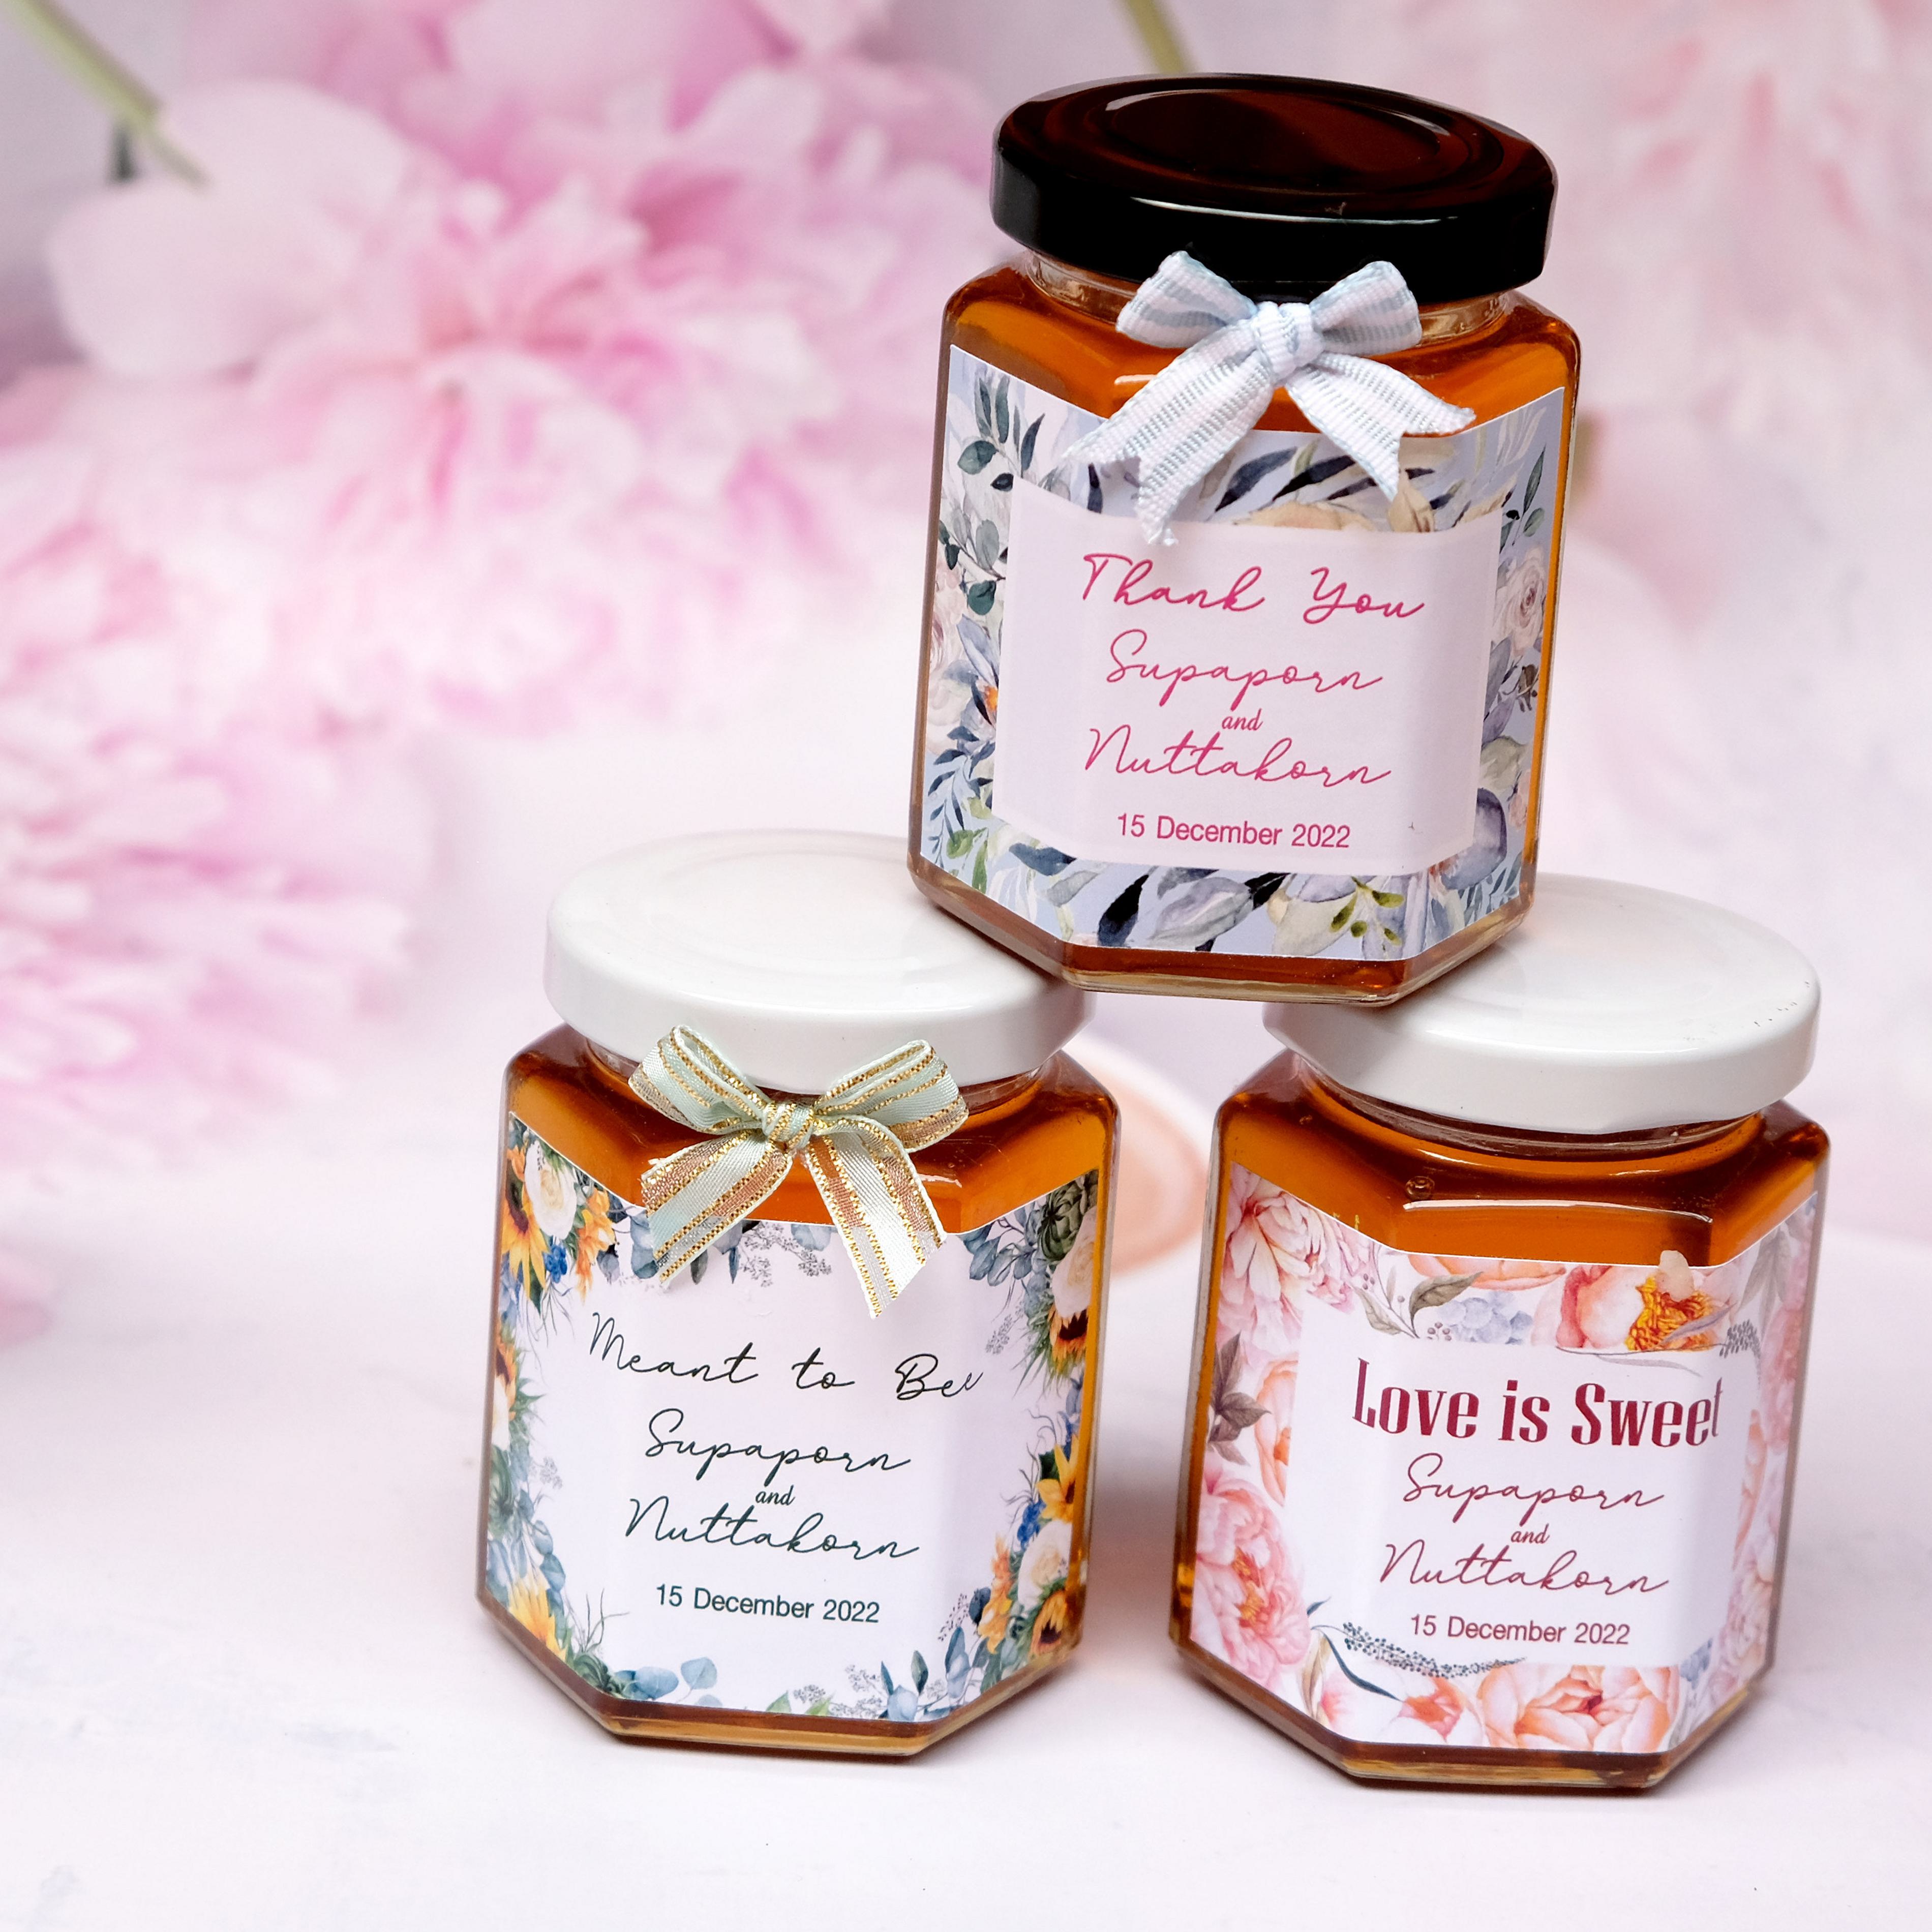 Thank You
Supaporn
and
Nuttakorn
15 December 2022
Meant to Bee
Supaporn
and
Nuttakorn
15 December 2022
Love is Sweet
Supaporn
and
Nuttakorn
15 December 2022